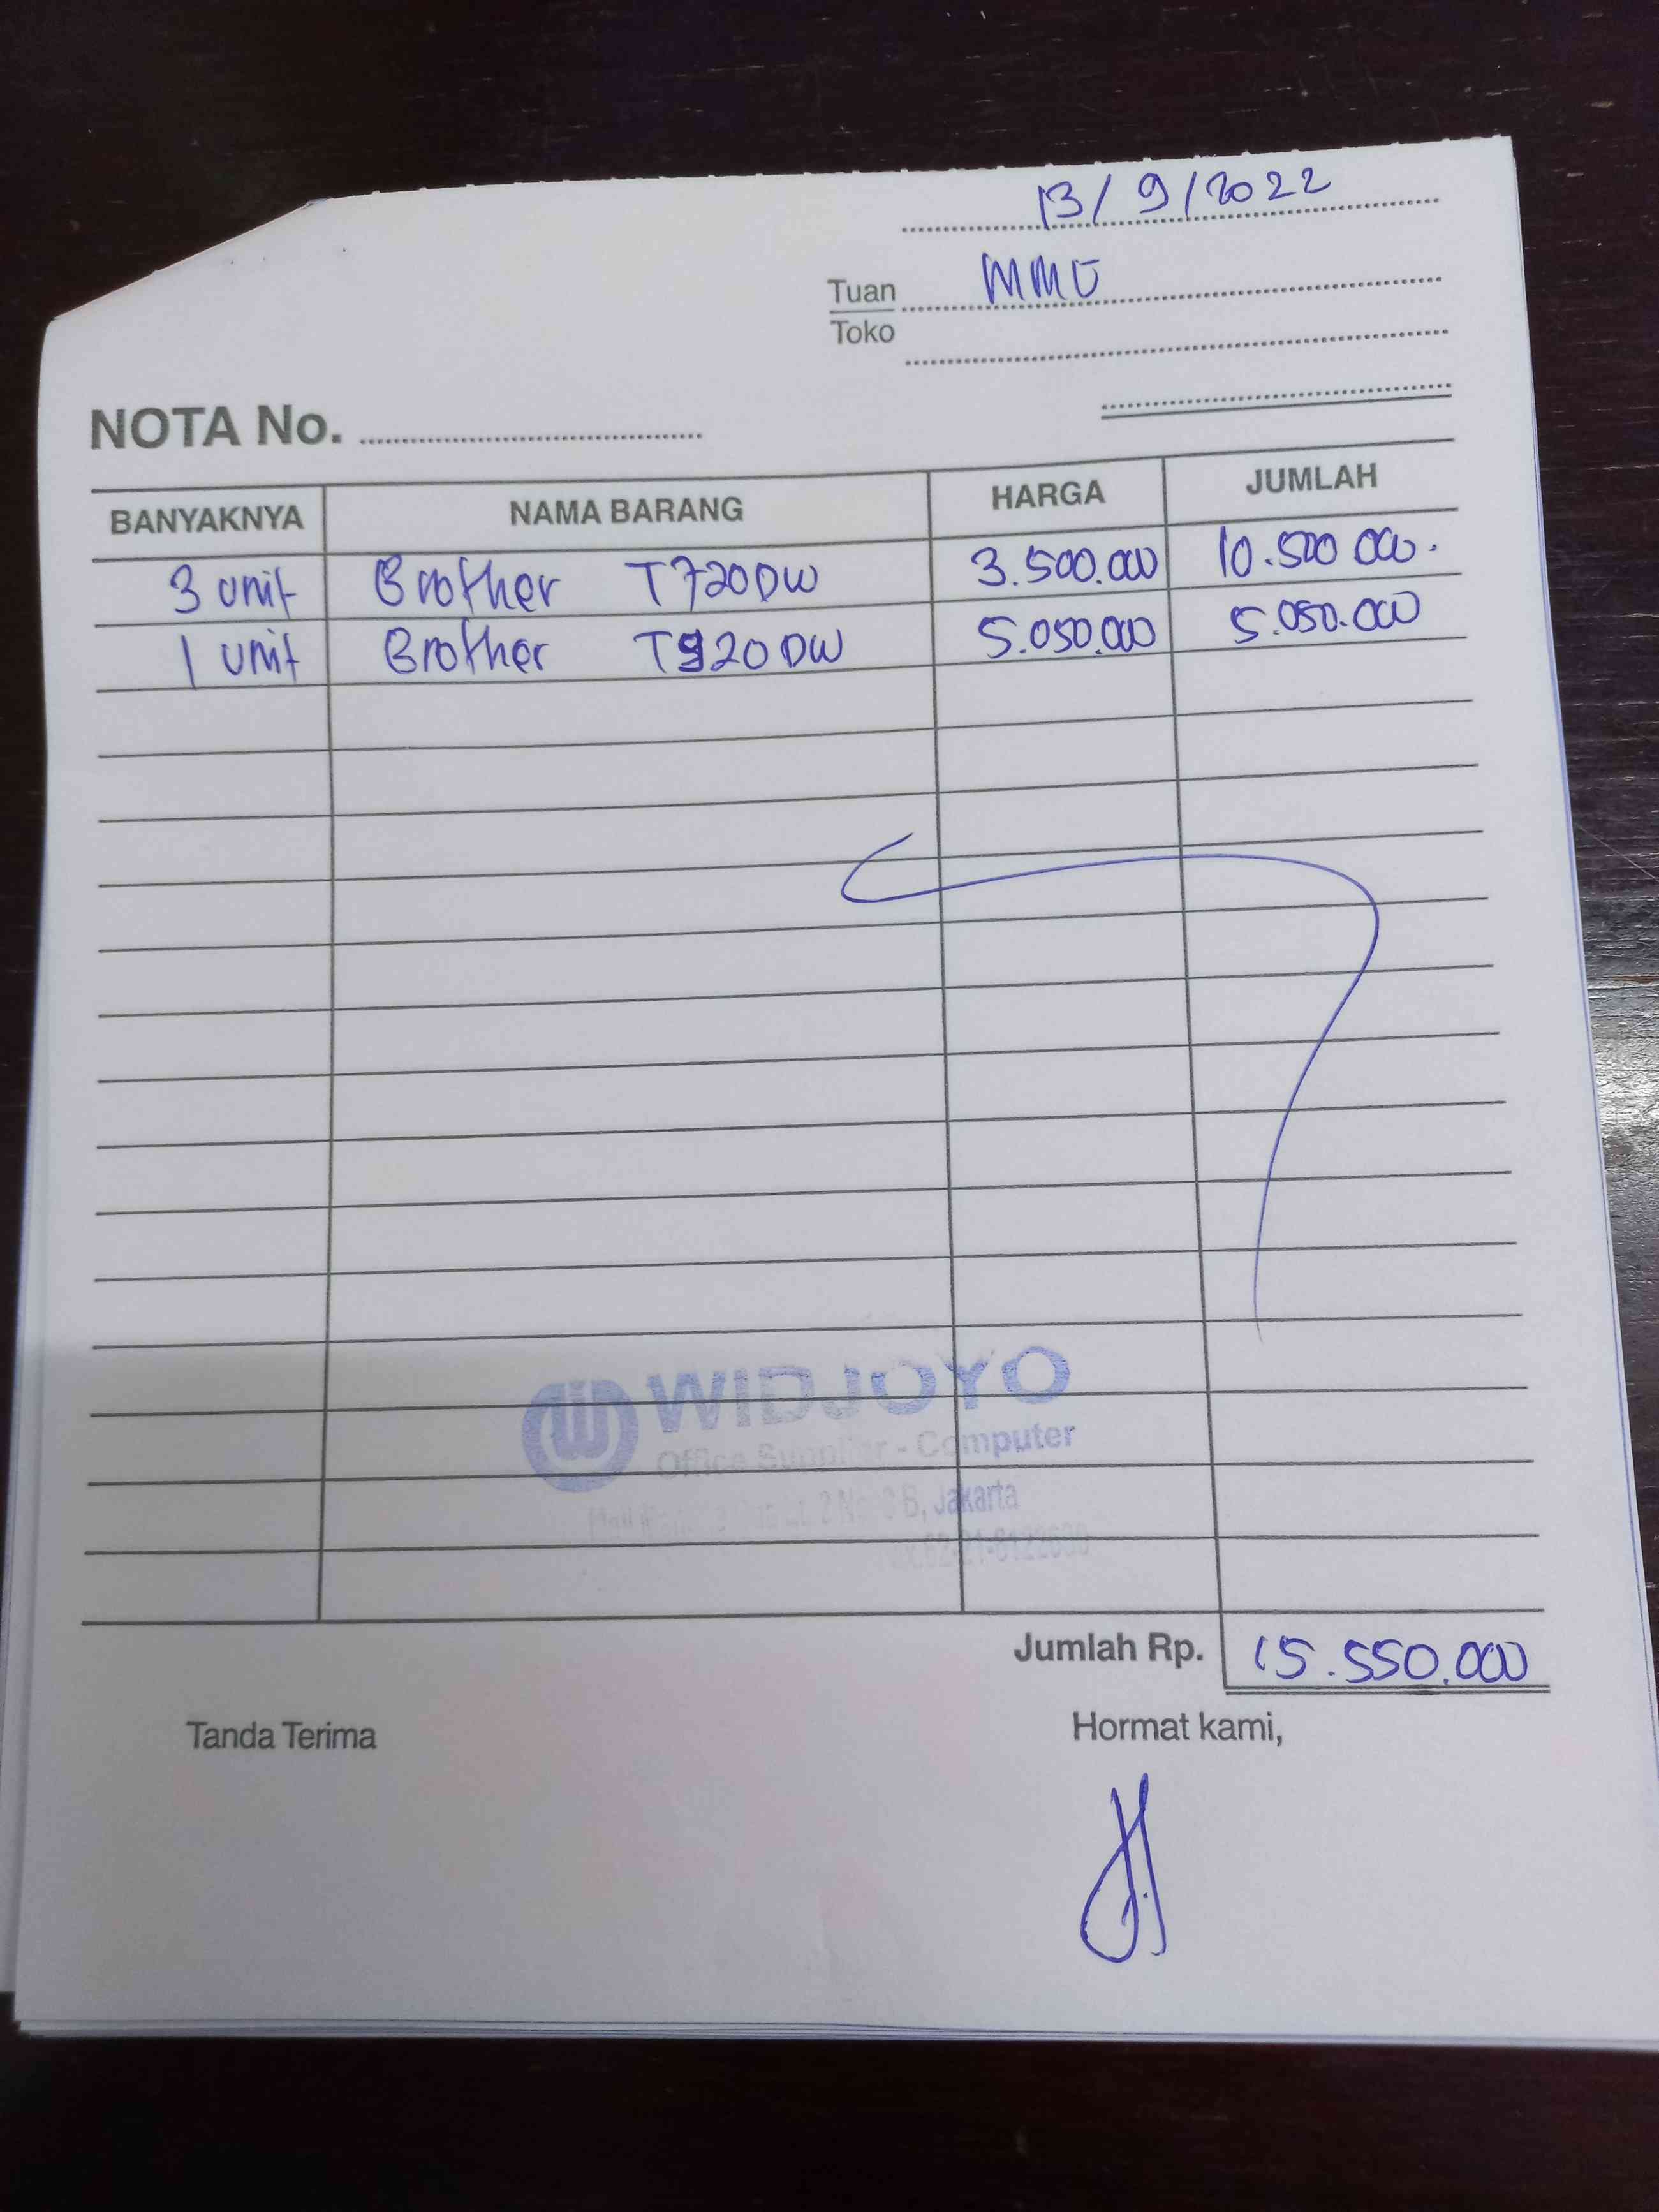 13/9/2022
Tuan MMU
Toko
NOTA No.
BANYAKNYA NAMA BARANG HARGA JUMLAH
3 unit Brother T720DW 3.500.000 10.500.000.
1 unit Brother T920DW 5.050.000 5.050.000
WIDJOYO
Office Supplier - Computer
B, Jakarta
Jumlah Rp. 15.550.000
Tanda Terima Hormat kami,